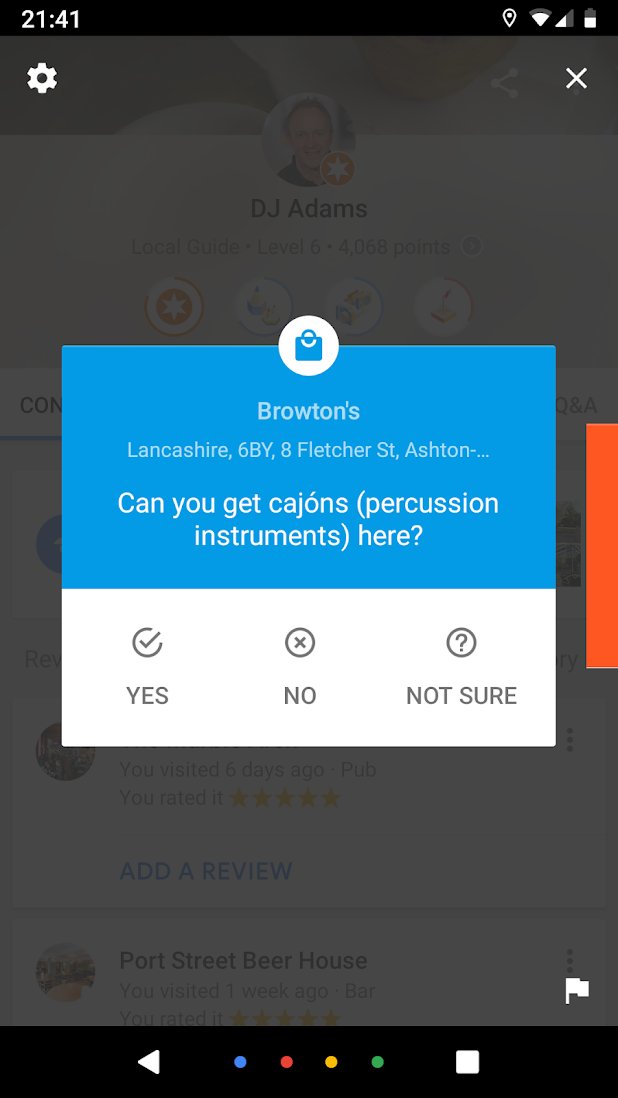 21:41
DJ Adams
Local Guide • Level 6 • 4,068 points
CON
Q&A
Browton's
Lancashire, 6BY, 8 Fletcher St, Ashton-...
Can you get cajóns (percussion
instruments) here?
Rev
ory
YES
NO
NOT SURE
You visited 6 days ago · Pub
You rated it
ADD A REVIEW
Port Street Beer House
You visited 1 week ago · Bar
You rated it